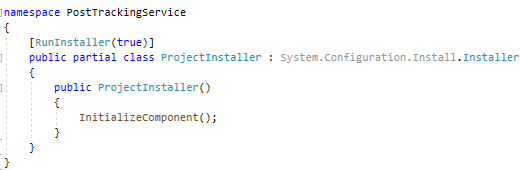 namespace PostTrackingService
{
[RunInstaller(true)]
public partial class ProjectInstaller : System.Configuration.Install.Installer
{
public ProjectInstaller()
{
InitializeComponent();
}
}
}